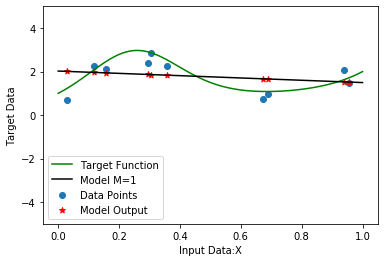 4
2
0
−2
−4
Target Data
Target Function
Model M=1
Data Points
Model Output
0.0 0.2 0.4 0.6 0.8 1.0
Input Data:X